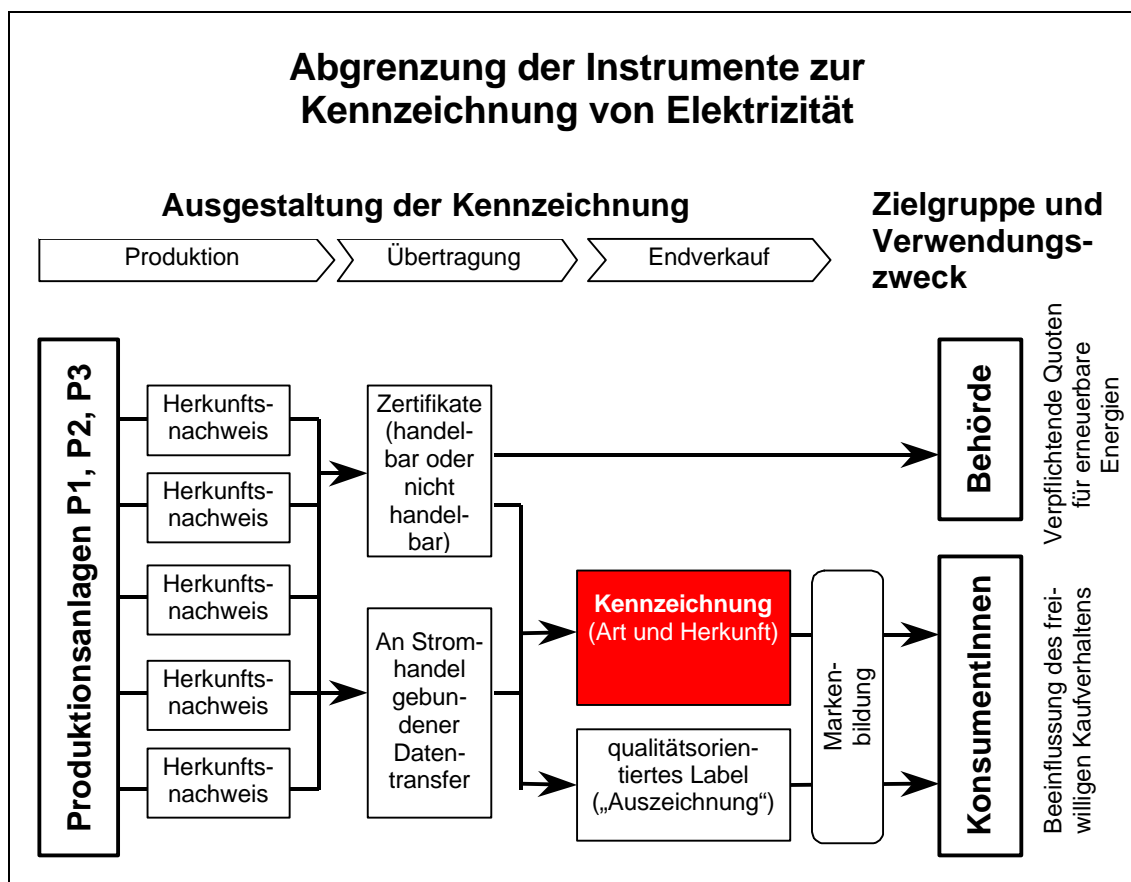 Abgrenzung der Instrumente zur
Kennzeichnung von Elektrizität
Ausgestaltung der Kennzeichnung
Zielgruppe und
Verwendungs-
zweck
Produktion
Übertragung
Endverkauf
Produktionsanlagen P1, P2, P3
Herkunfts-
nachweis
Herkunfts-
nachweis
Herkunfts-
nachweis
Herkunfts-
nachweis
Herkunfts-
nachweis
Zertifikate
(handel-
bar oder
nicht
handel-
bar)
An Strom-
handel
gebun-
dener
Daten-
transfer
Kennzeichnung
(Art und Herkunft)
qualitätsorien-
tiertes Label
(„Auszeichnung“)
Marken-
bildung
Behörde
Verpflichtende Quoten
für erneuerbare
Energien
KonsumentInnen
Beeinflussung des frei-
willigen Kaufverhaltens